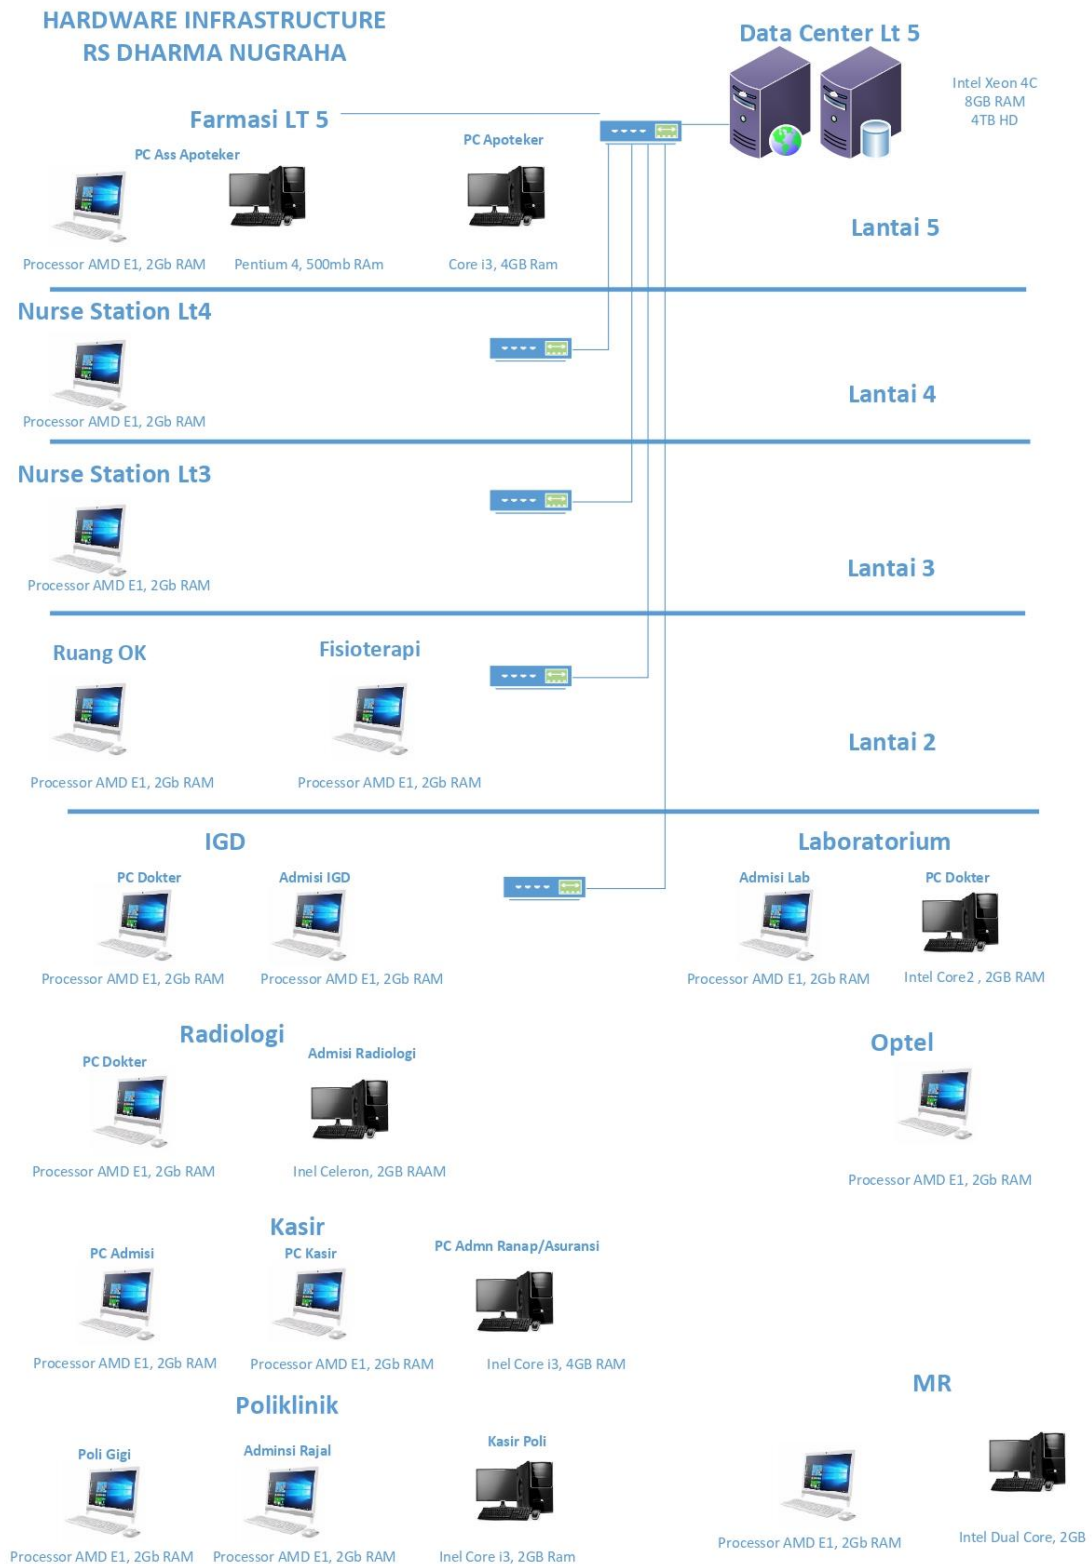 HARDWARE INFRASTRUCTURE
RS DHARMA NUGRAHA
Data Center Lt 5
Intel Xeon 4C
8GB RAM
4TB HD
Farmasi LT 5
PC Ass Apoteker
PC Apoteker
Processor AMD E1, 2Gb RAM
Pentium 4, 500mb RAm
Core i3, 4GB Ram
Lantai 5
Nurse Station Lt4
Processor AMD E1, 2Gb RAM
Lantai 4
Nurse Station Lt3
Processor AMD E1, 2Gb RAM
Lantai 3
Ruang OK
Fisioterapi
Processor AMD E1, 2Gb RAM
Processor AMD E1, 2Gb RAM
Lantai 2
IGD
PC Dokter
Admisi IGD
Processor AMD E1, 2Gb RAM
Processor AMD E1, 2Gb RAM
Laboratorium
Admisi Lab
PC Dokter
Processor AMD E1, 2Gb RAM
Intel Core2 , 2GB RAM
Radiologi
PC Dokter
Admisi Radiologi
Processor AMD E1, 2Gb RAM
Inel Celeron, 2GB RAAM
Optel
Processor AMD E1, 2Gb RAM
Kasir
PC Admisi
PC Kasir
PC Admn Ranap/Asuransi
Processor AMD E1, 2Gb RAM
Processor AMD E1, 2Gb RAM
Inel Core i3, 4GB RAM
Poliklinik
Poli Gigi
Adminsi Rajal
Kasir Poli
Processor AMD E1, 2Gb RAM
Processor AMD E1, 2Gb RAM
Inel Core i3, 2GB Ram
MR
Processor AMD E1, 2Gb RAM
Intel Dual Core, 2GB